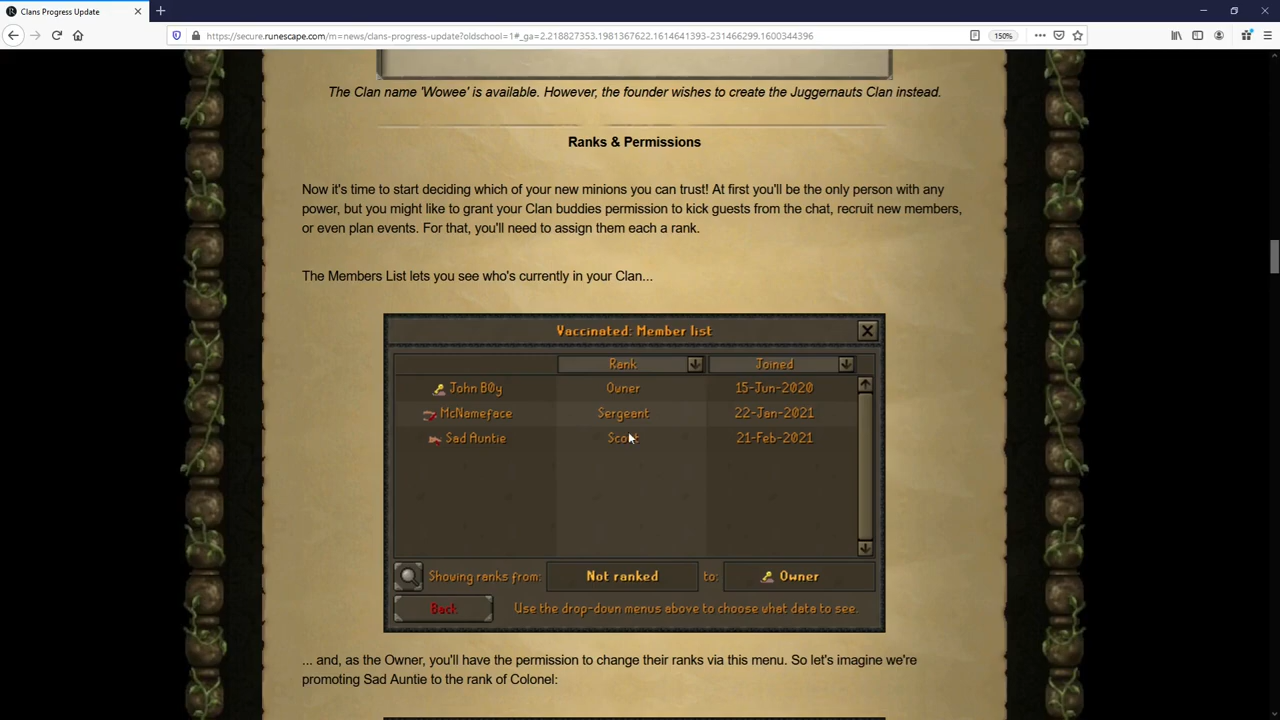 Clans Progress Update
https://secure.runescape.com/m=news/clans-progress-update?oldschool=1#_ga=2.218827353.1981367622.1614641393-231466299.1600344396
150%
The Clan name 'Wowee' is available. However, the founder wishes to create the Juggernauts Clan instead.
Ranks & Permissions
Now it's time to start deciding which of your new minions you can trust! At first you'll be the only person with any
power, but you might like to grant your Clan buddies permission to kick guests from the chat, recruit new members,
or even plan events. For that, you'll need to assign them each a rank.
The Members List lets you see who's currently in your Clan...
Vaccinated: Member list
Rank Joined
John B0y Owner 15-Jun-2020
McNameface Sergeant 22-Jan-2021
Sad Auntie 21-Feb-2021
Showing ranks from: Not ranked to: Owner
Back Use the drop-down menus above to choose what data to see.
... and, as the Owner, you'll have the permission to change their ranks via this menu. So let's imagine we're
promoting Sad Auntie to the rank of Colonel: